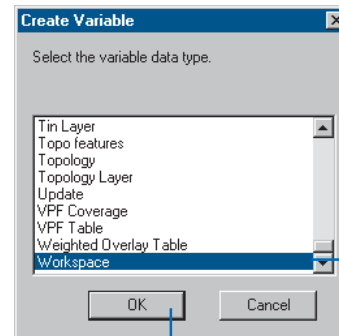 Create Variable
Select the variable data type.
Tin Layer
Topo features
Topology
Topology Layer
Update
VPF Coverage
VPF Table
Weighted Overlay Table
Workspace
OK
Cancel